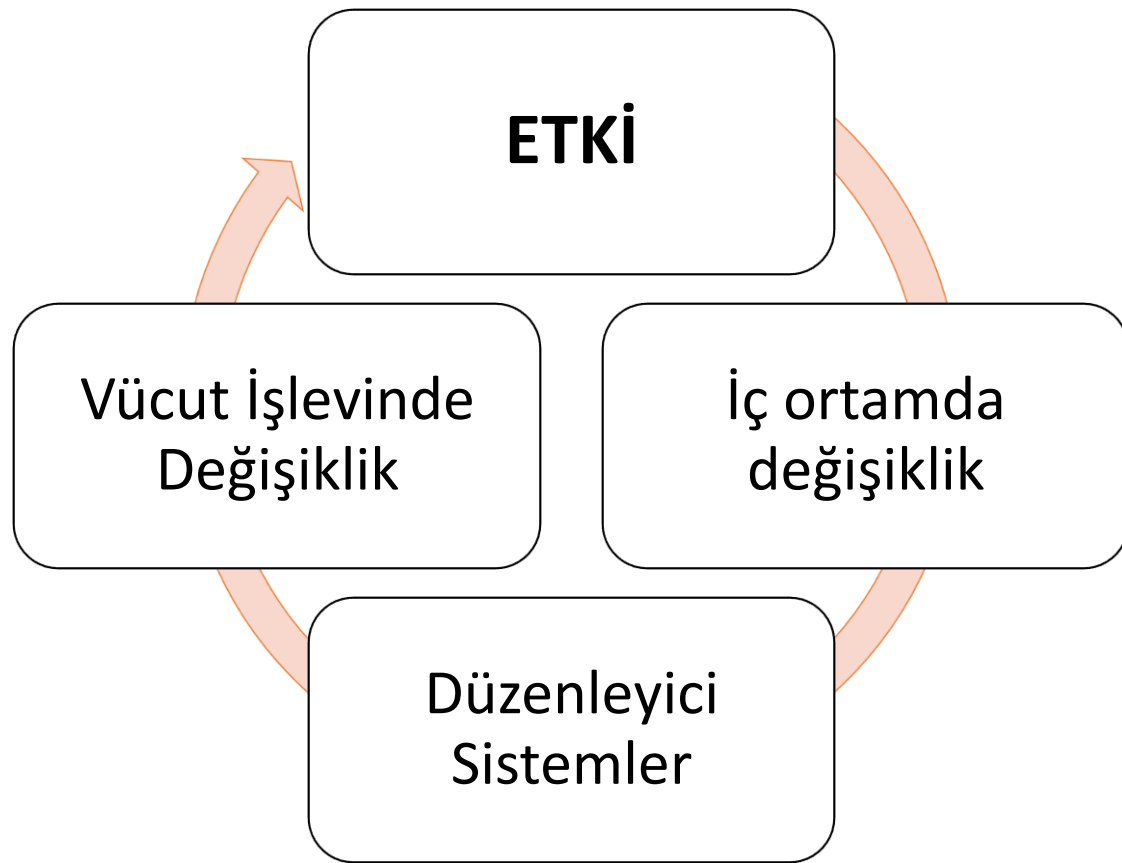 ETKİ
Vücut İşlevinde
Değişiklik
İç ortamda
değişiklik
Düzenleyici
Sistemler